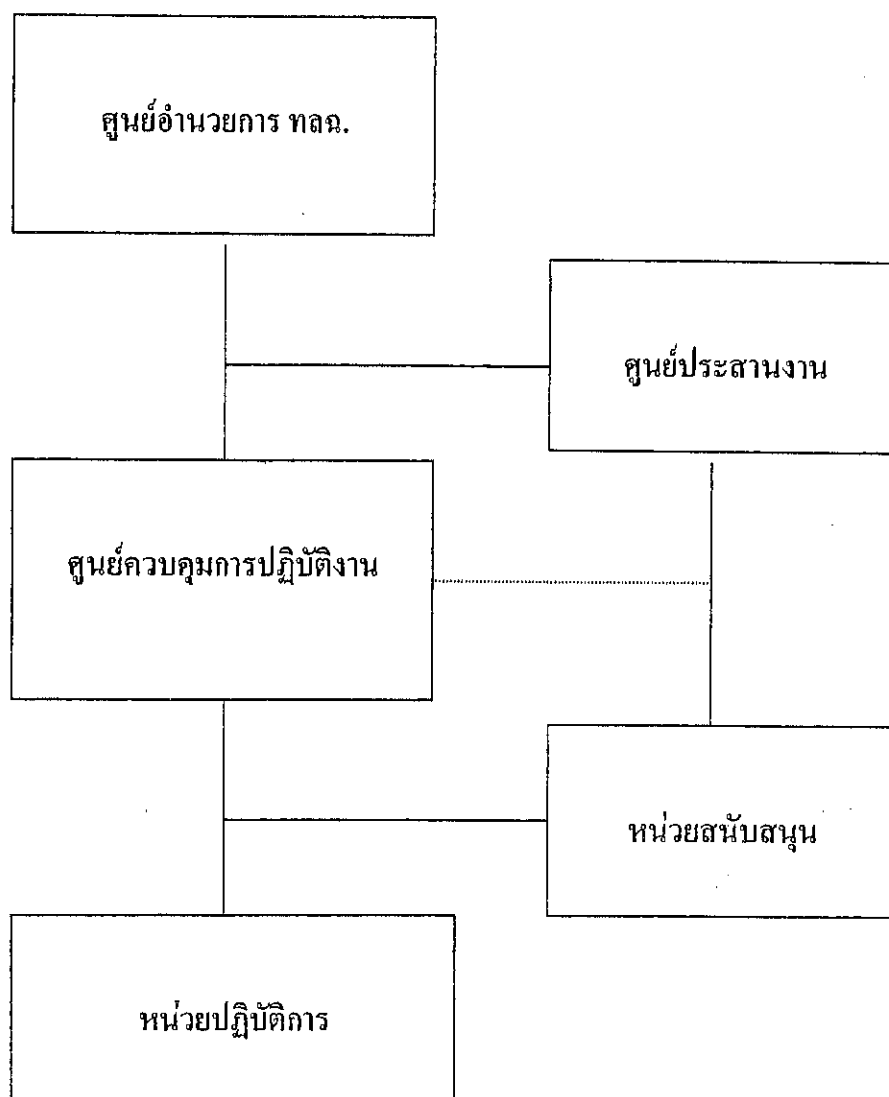 ศูนย์อำนวยการ ทลฉ.
ศูนย์ประสานงาน
ศูนย์ควบคุมการปฏิบัติงาน
หน่วยสนับสนุน
หน่วยปฏิบัติการ